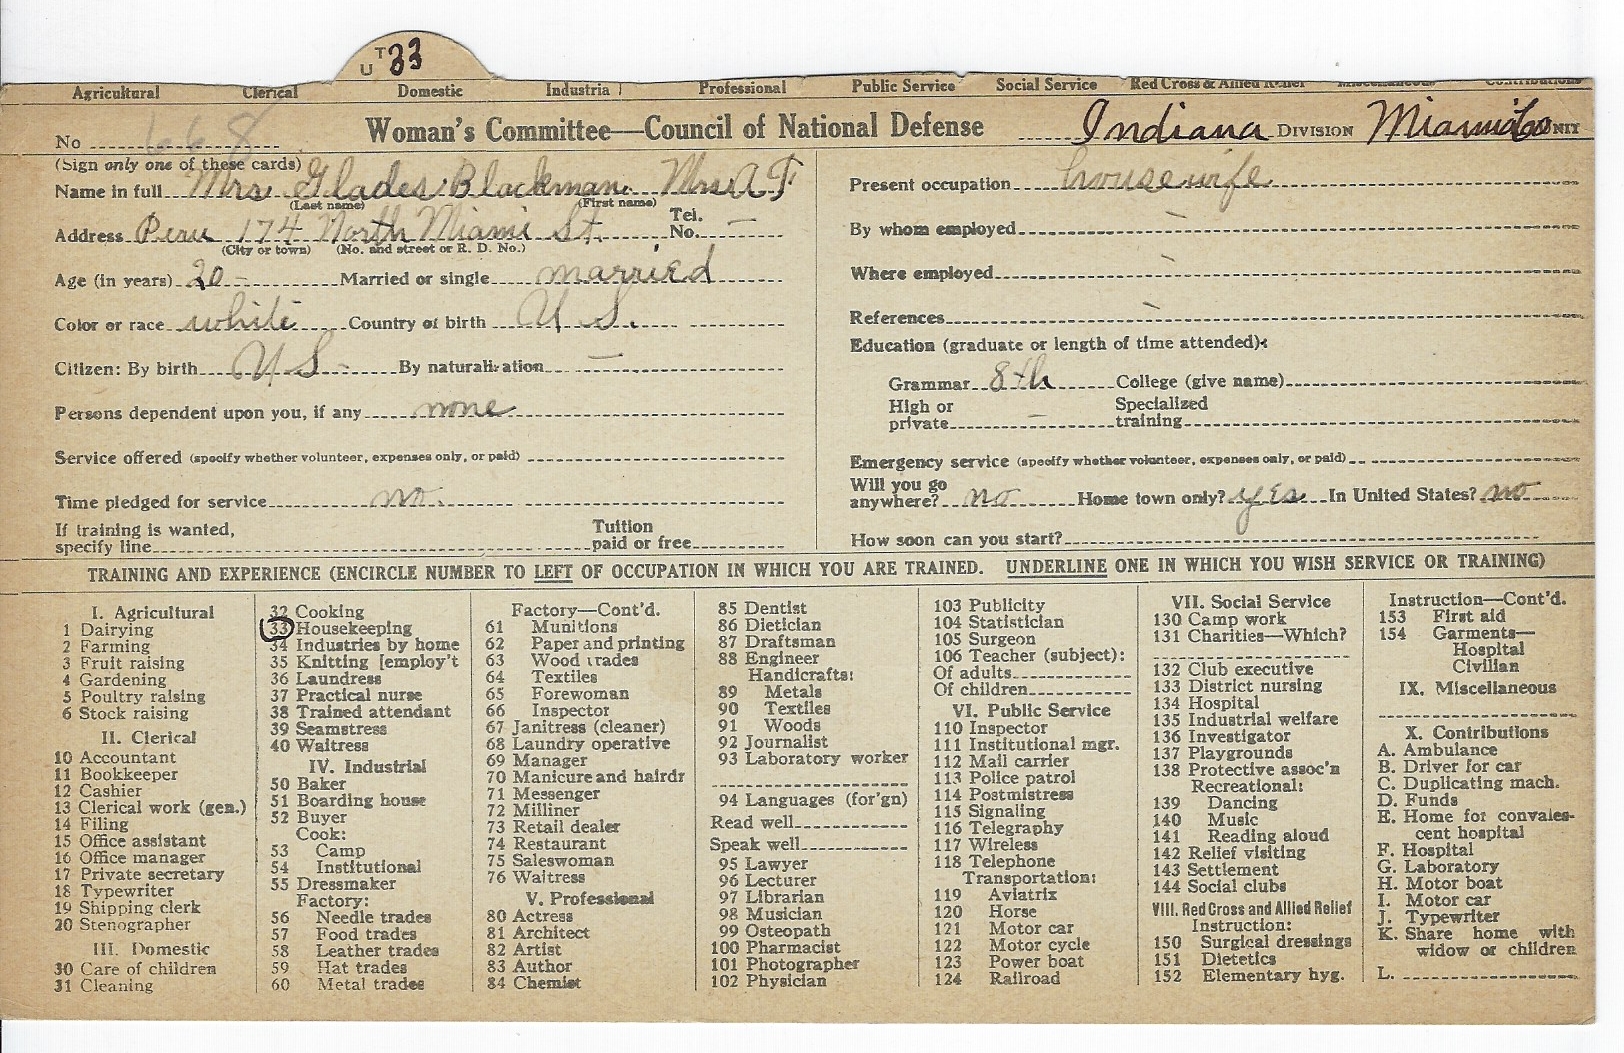 U T 33
Agricultural Clerical Domestic Industrial Professional Public Service Social Service Red Cross & Allied Relief Miscellaneous Contributions
No 668 Woman's Committee—Council of National Defense Indiana DIVISION Miami Co UNIT
(Sign only one of these cards)
Name in full Mrs. Glades Blackman. Mrs A F
(Last name) (First name)
Address Peru 174 North Miami St. Tel. No. —
(City or town) (No. and street or R. D. No.)
Age (in years) 20 - Married or single married
Color or race white Country of birth U S.
Citizen: By birth U S - By naturalization —
Persons dependent upon you, if any none
Service offered (specify whether volunteer, expenses only, or paid)
Time pledged for service no.
If training is wanted,
specify line Tuition paid or free
Present occupation housewife
By whom employed —
Where employed -
References -
Education (graduate or length of time attended):
Grammar 8th College (give name)
High or private — Specialized training
Emergency service (specify whether volunteer, expenses only, or paid)
Will you go anywhere? no Home town only? yes In United States? no
How soon can you start?
TRAINING AND EXPERIENCE (ENCIRCLE NUMBER TO LEFT OF OCCUPATION IN WHICH YOU ARE TRAINED. UNDERLINE ONE IN WHICH YOU WISH SERVICE OR TRAINING)
I. Agricultural
1 Dairying
2 Farming
3 Fruit raising
4 Gardening
5 Poultry raising
6 Stock raising
II. Clerical
10 Accountant
11 Bookkeeper
12 Cashier
13 Clerical work (gen.)
14 Filing
15 Office assistant
16 Office manager
17 Private secretary
18 Typewriter
19 Shipping clerk
20 Stenographer
III. Domestic
30 Care of children
31 Cleaning
32 Cooking
33 Housekeeping
34 Industries by home
35 Knitting [employ't
36 Laundress
37 Practical nurse
38 Trained attendant
39 Seamstress
40 Waitress
IV. Industrial
50 Baker
51 Boarding house
52 Buyer
Cook:
53 Camp
54 Institutional
55 Dressmaker
Factory:
56 Needle trades
57 Food trades
58 Leather trades
59 Hat trades
60 Metal trades
Factory—Cont'd.
61 Munitions
62 Paper and printing
63 Wood trades
64 Textiles
65 Forewoman
66 Inspector
67 Janitress (cleaner)
68 Laundry operative
69 Manager
70 Manicure and hairdr
71 Messenger
72 Milliner
73 Retail dealer
74 Restaurant
75 Saleswoman
76 Waitress
V. Professional
80 Actress
81 Architect
82 Artist
83 Author
84 Chemist
85 Dentist
86 Dietician
87 Draftsman
88 Engineer
Handicrafts:
89 Metals
90 Textiles
91 Woods
92 Journalist
93 Laboratory worker
94 Languages (for'gn)
Read well
Speak well
95 Lawyer
96 Lecturer
97 Librarian
98 Musician
99 Osteopath
100 Pharmacist
101 Photographer
102 Physician
103 Publicity
104 Statistician
105 Surgeon
106 Teacher (subject):
Of adults
Of children
VI. Public Service
110 Inspector
111 Institutional mgr.
112 Mail carrier
113 Police patrol
114 Postmistress
115 Signaling
116 Telegraphy
117 Wireless
118 Telephone
Transportation:
119 Aviatrix
120 Horse
121 Motor car
122 Motor cycle
123 Power boat
124 Railroad
VII. Social Service
130 Camp work
131 Charities—Which?
132 Club executive
133 District nursing
134 Hospital
135 Industrial welfare
136 Investigator
137 Playgrounds
138 Protective assoc'n
Recreational:
139 Dancing
140 Music
141 Reading aloud
142 Relief visiting
143 Settlement
144 Social clubs
VIII. Red Cross and Allied Relief
Instruction:
150 Surgical dressings
151 Dietetics
152 Elementary hyg.
Instruction—Cont'd.
153 First aid
154 Garments—
Hospital
Civilian
IX. Miscellaneous
X. Contributions
A. Ambulance
B. Driver for car
C. Duplicating mach.
D. Funds
E. Home for convales-
cent hospital
F. Hospital
G. Laboratory
H. Motor boat
I. Motor car
J. Typewriter
K. Share home with
widow or children
L.